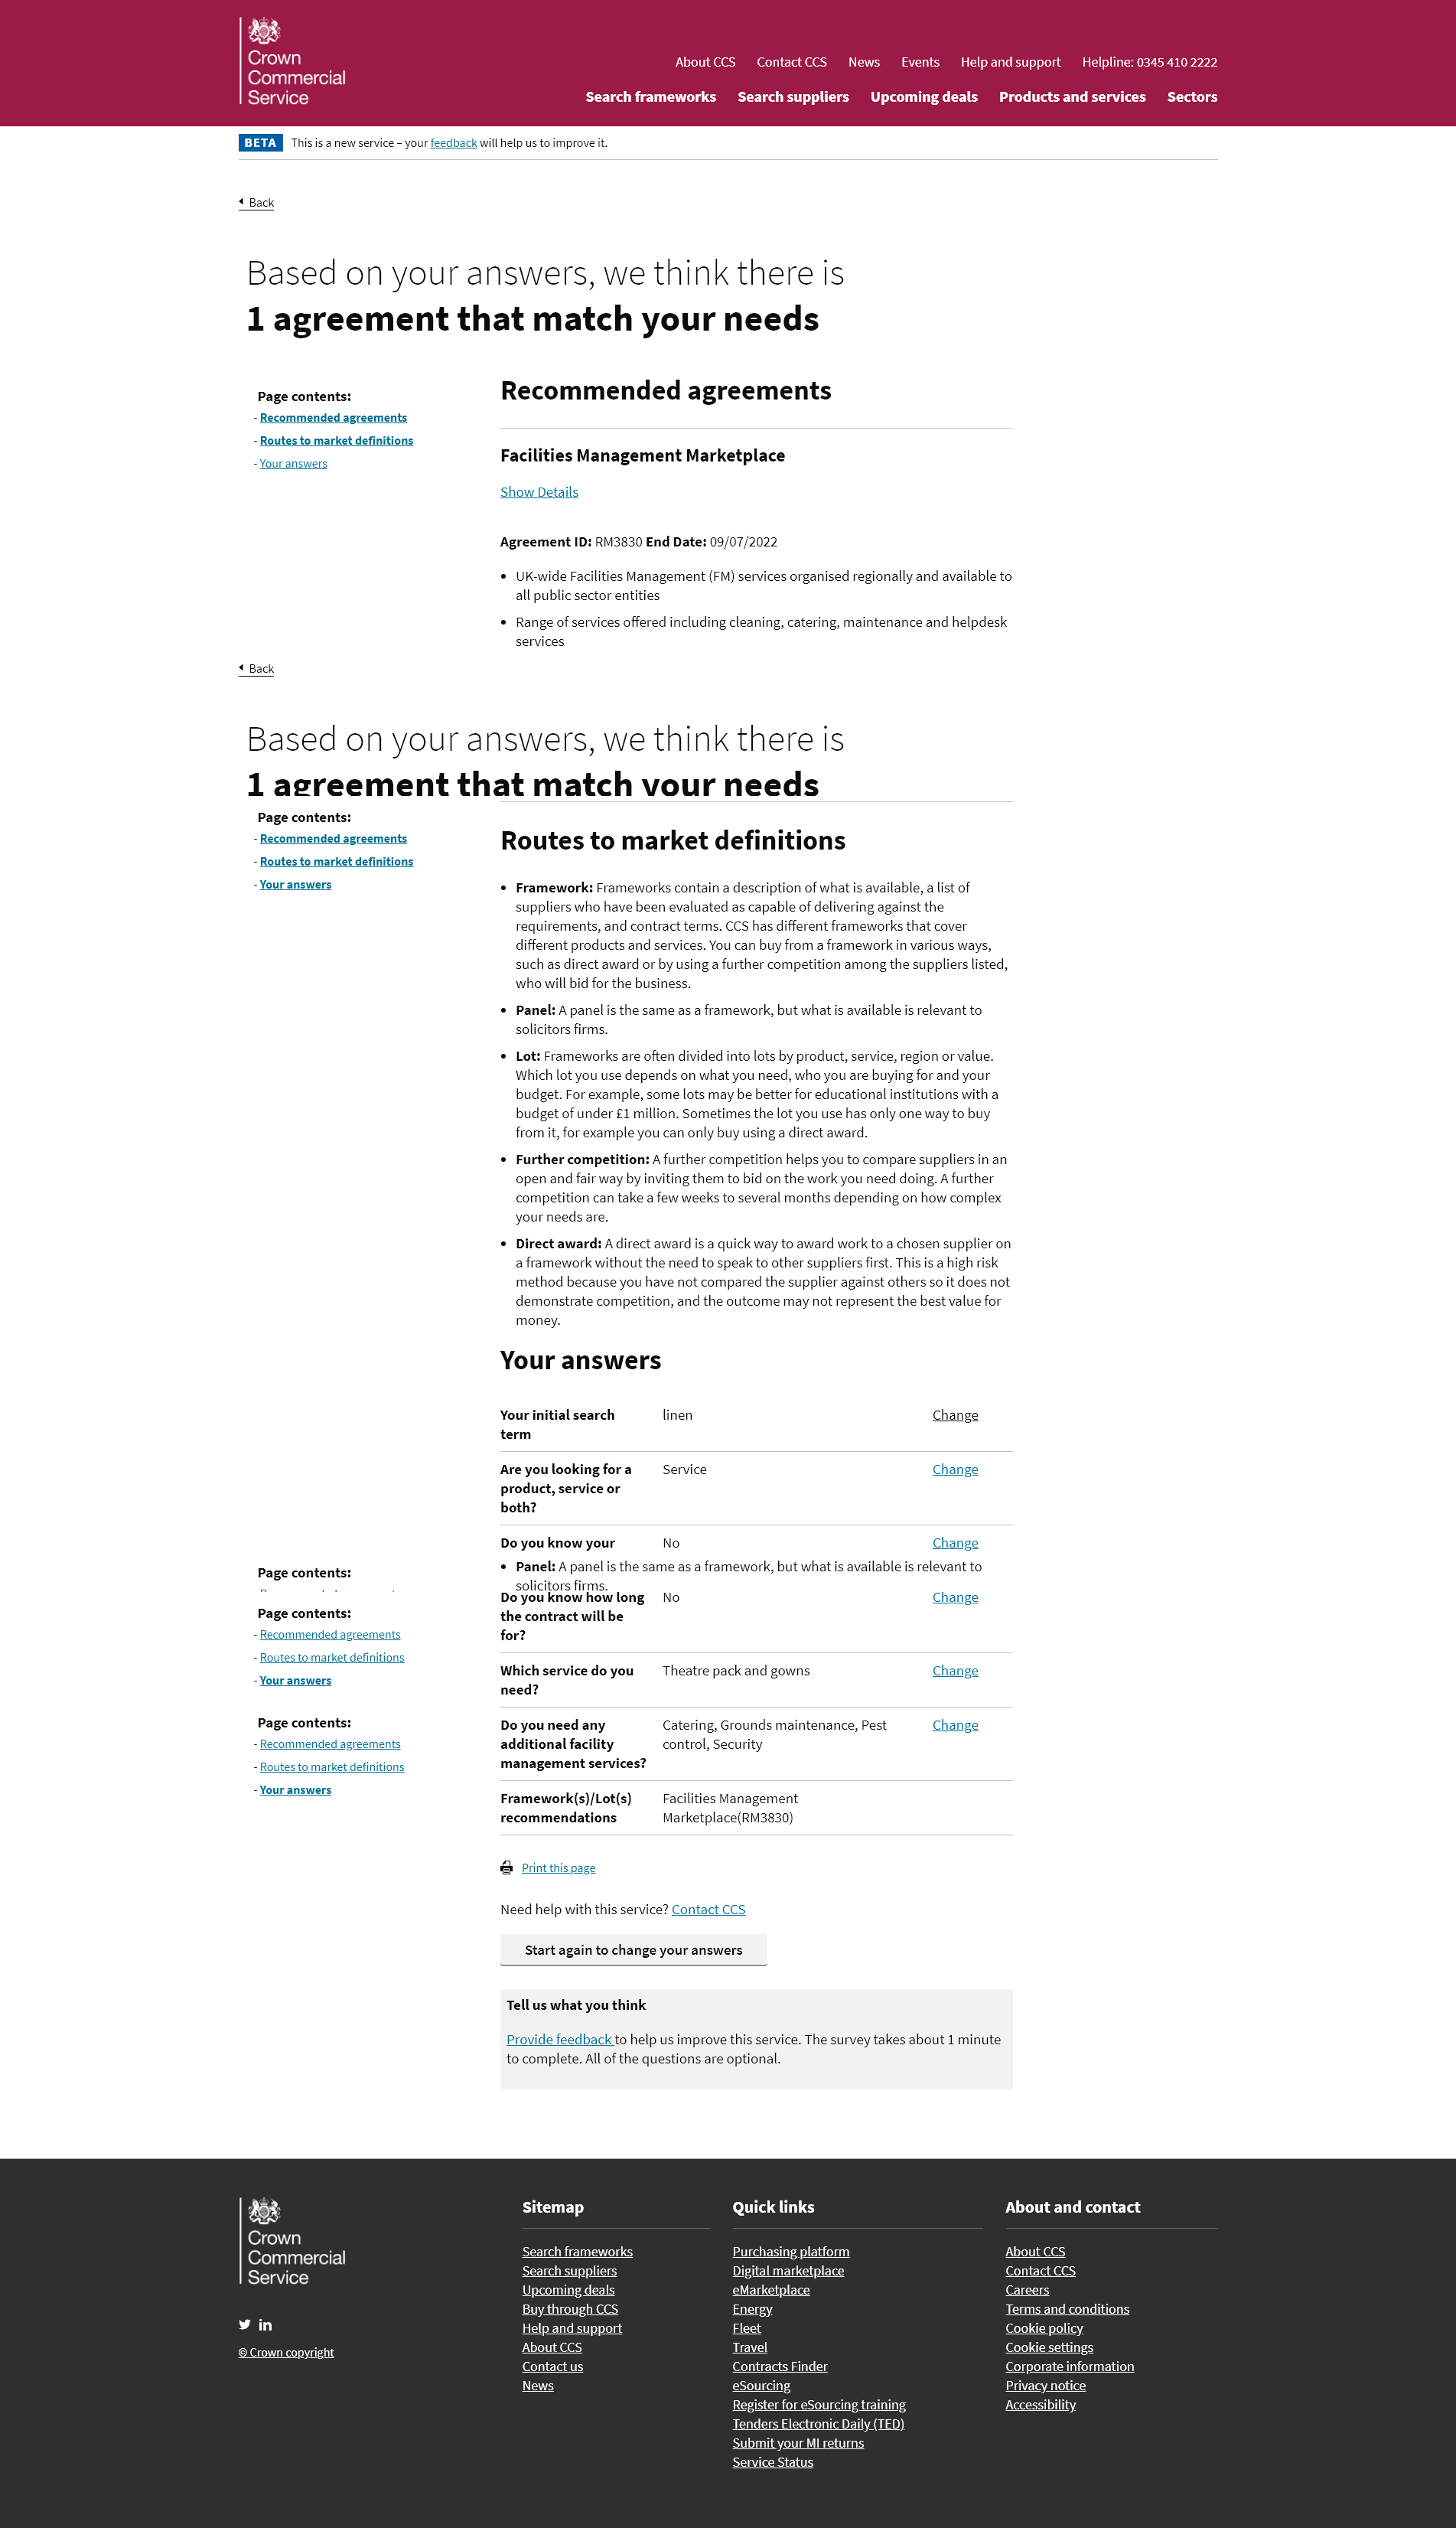 Crown
Commercial
Service
About CCS Contact CCS News Events Help and support Helpline: 0345 410 2222
Search frameworks Search suppliers Upcoming deals Products and services Sectors
BETA This is a new service – your feedback will help us to improve it.
Back
Based on your answers, we think there is
1 agreement that match your needs
Page contents:
- Recommended agreements
- Routes to market definitions
- Your answers
Recommended agreements
Facilities Management Marketplace
Show Details
Agreement ID: RM3830 End Date: 09/07/2022
• UK-wide Facilities Management (FM) services organised regionally and available to
all public sector entities
• Range of services offered including cleaning, catering, maintenance and helpdesk
services
Back
Based on your answers, we think there is
1 agreement that match your needs
Page contents:
- Recommended agreements
- Routes to market definitions
- Your answers
Routes to market definitions
• Framework: Frameworks contain a description of what is available, a list of
suppliers who have been evaluated as capable of delivering against the
requirements, and contract terms. CCS has different frameworks that cover
different products and services. You can buy from a framework in various ways,
such as direct award or by using a further competition among the suppliers listed,
who will bid for the business.
• Panel: A panel is the same as a framework, but what is available is relevant to
solicitors firms.
• Lot: Frameworks are often divided into lots by product, service, region or value.
Which lot you use depends on what you need, who you are buying for and your
budget. For example, some lots may be better for educational institutions with a
budget of under £1 million. Sometimes the lot you use has only one way to buy
from it, for example you can only buy using a direct award.
• Further competition: A further competition helps you to compare suppliers in an
open and fair way by inviting them to bid on the work you need doing. A further
competition can take a few weeks to several months depending on how complex
your needs are.
• Direct award: A direct award is a quick way to award work to a chosen supplier on
a framework without the need to speak to other suppliers first. This is a high risk
method because you have not compared the supplier against others so it does not
demonstrate competition, and the outcome may not represent the best value for
money.
Your answers
Your initial search linen Change
term
Are you looking for a Service Change
product, service or
both?
Do you know your No Change
• Panel: A panel is the same as a framework, but what is available is relevant to
solicitors firms.
Page contents:
Do you know how long No Change
the contract will be
for?
Page contents:
- Recommended agreements
- Routes to market definitions
- Your answers
Which service do you Theatre pack and gowns Change
need?
Page contents:
- Recommended agreements
- Routes to market definitions
- Your answers
Do you need any Catering, Grounds maintenance, Pest Change
additional facility control, Security
management services?
Framework(s)/Lot(s) Facilities Management
recommendations Marketplace(RM3830)
Print this page
Need help with this service? Contact CCS
Start again to change your answers
Tell us what you think
Provide feedback to help us improve this service. The survey takes about 1 minute
to complete. All of the questions are optional.
Crown
Commercial
Service
© Crown copyright
Sitemap
Search frameworks
Search suppliers
Upcoming deals
Buy through CCS
Help and support
About CCS
Contact us
News
Quick links
Purchasing platform
Digital marketplace
eMarketplace
Energy
Fleet
Travel
Contracts Finder
eSourcing
Register for eSourcing training
Tenders Electronic Daily (TED)
Submit your MI returns
Service Status
About and contact
About CCS
Contact CCS
Careers
Terms and conditions
Cookie policy
Cookie settings
Corporate information
Privacy notice
Accessibility